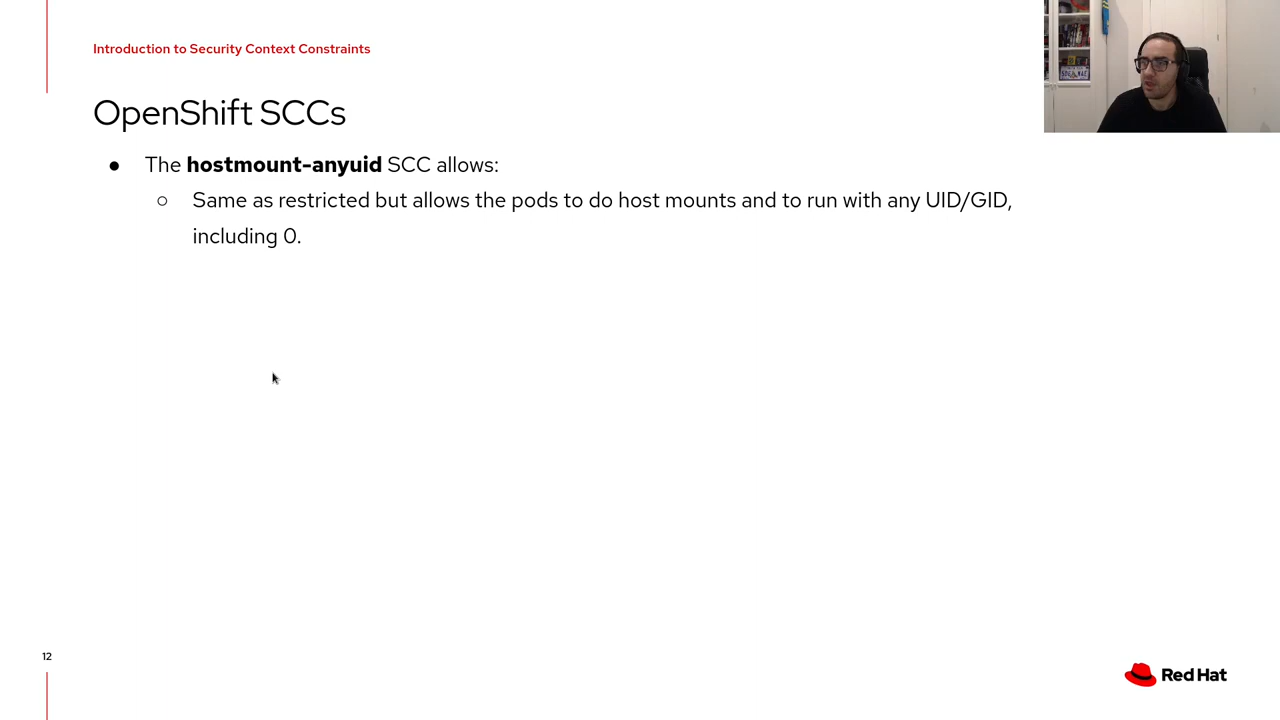 Introduction to Security Context Constraints
OpenShift SCCs
● The hostmount-anyuid SCC allows:
○ Same as restricted but allows the pods to do host mounts and to run with any UID/GID,
including 0.
12
Red Hat